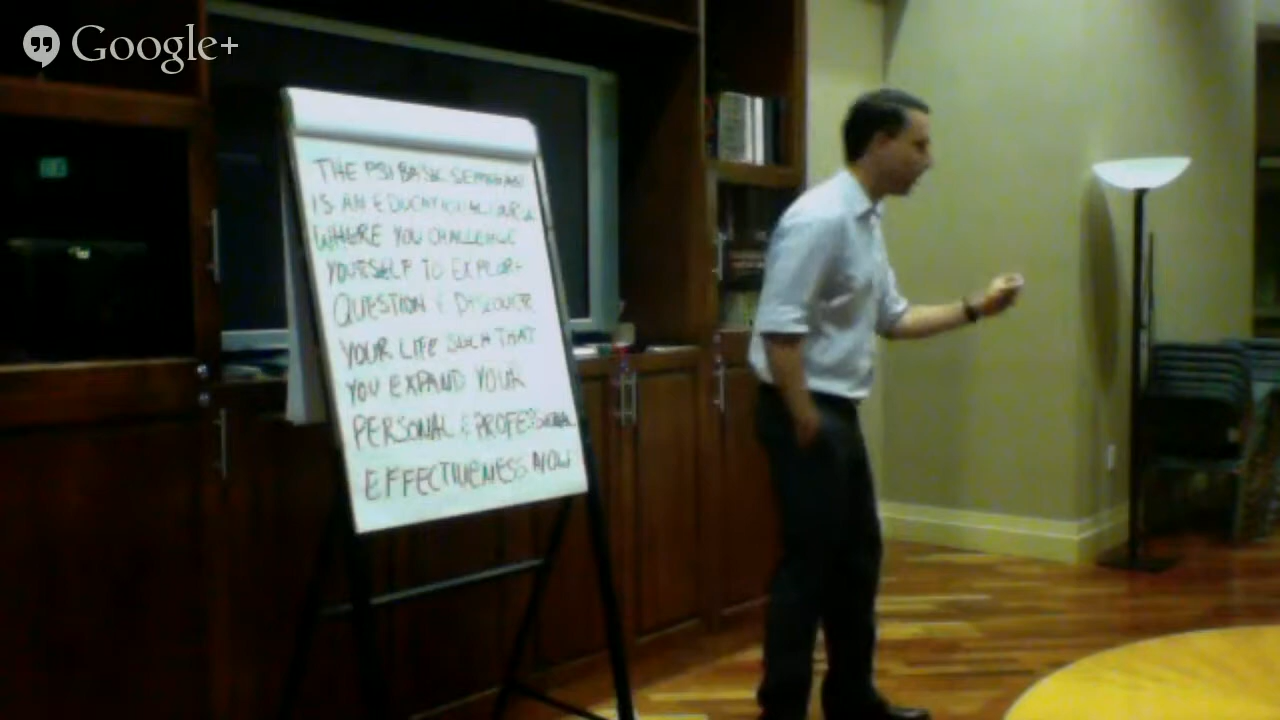 Google+
THE PSI BASIC SEMINAR
IS AN EDUCATIONAL
WHERE YOU CHALLENGE
YOURSELF TO EXPLORE
QUESTION & DISCOVER
YOUR LIFE SUCH THAT
YOU EXPAND YOUR
PERSONAL & PROFESSIONAL
EFFECTIVENESS NOW